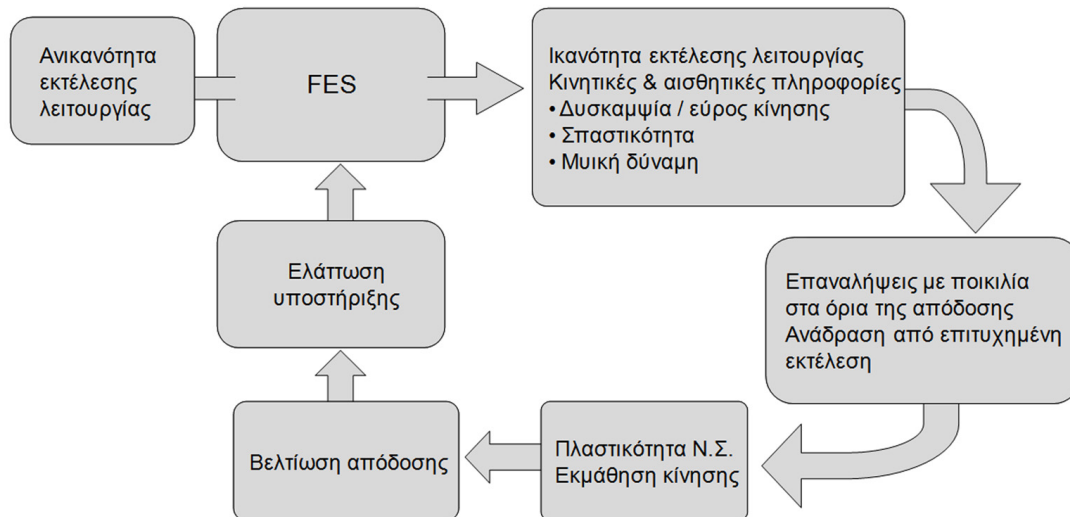 Ανικανότητα
εκτέλεσης
λειτουργίας
FES
Ικανότητα εκτέλεσης λειτουργίας
Κινητικές & αισθητικές πληροφορίες
• Δυσκαμψία / εύρος κίνησης
• Σπαστικότητα
• Μυική δύναμη
Επαναλήψεις με ποικιλία
στα όρια της απόδοσης
Ανάδραση από επιτυχημένη
εκτέλεση
Πλαστικότητα Ν.Σ.
Εκμάθηση κίνησης
Βελτίωση απόδοσης
Ελάττωση
υποστήριξης